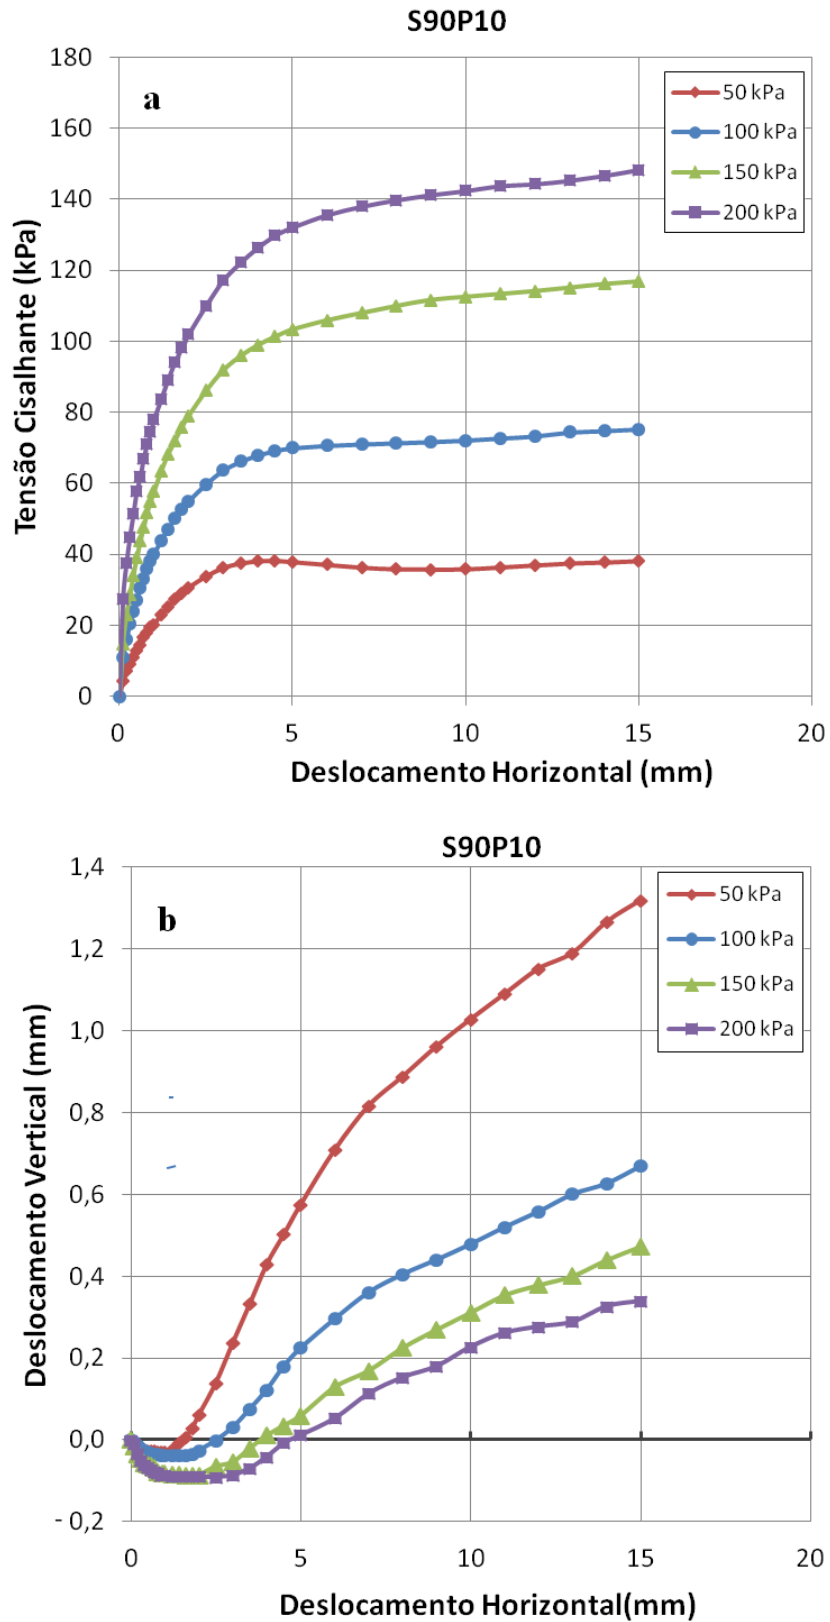 S90P10
180
160
140
120
100
80
60
40
20
0
Tensão Cisalhante (kPa)
a
50 kPa
100 kPa
150 kPa
200 kPa
0 5 10 15 20
Deslocamento Horizontal (mm)
S90P10
1,4
1,2
1,0
0,8
0,6
0,4
0,2
0,0
- 0,2
Deslocamento Vertical (mm)
b
50 kPa
100 kPa
150 kPa
200 kPa
0 5 10 15 20
Deslocamento Horizontal(mm)